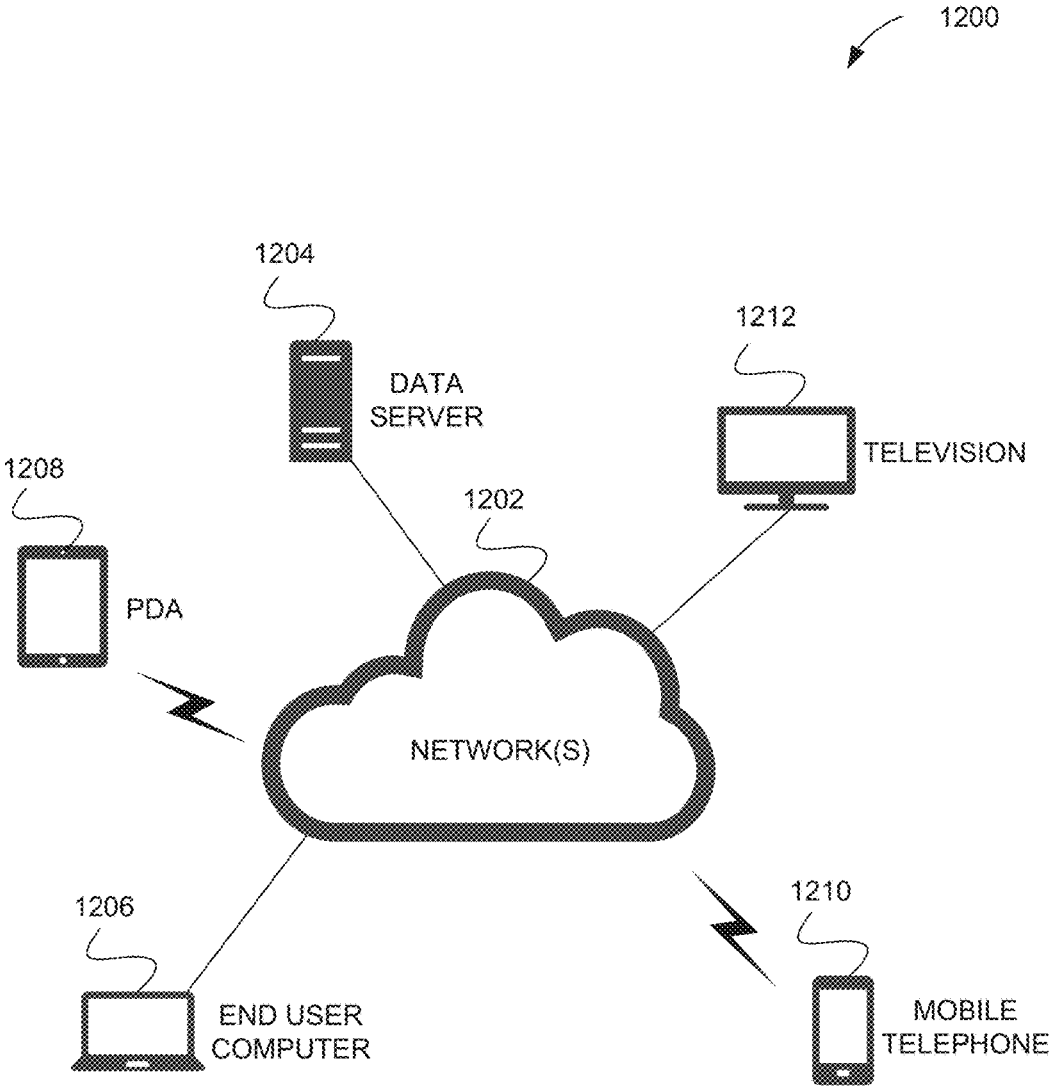 1200
1204
DATA
SERVER
1212
TELEVISION
1208
PDA
1202
NETWORK(S)
1206
END USER
COMPUTER
1210
MOBILE
TELEPHONE